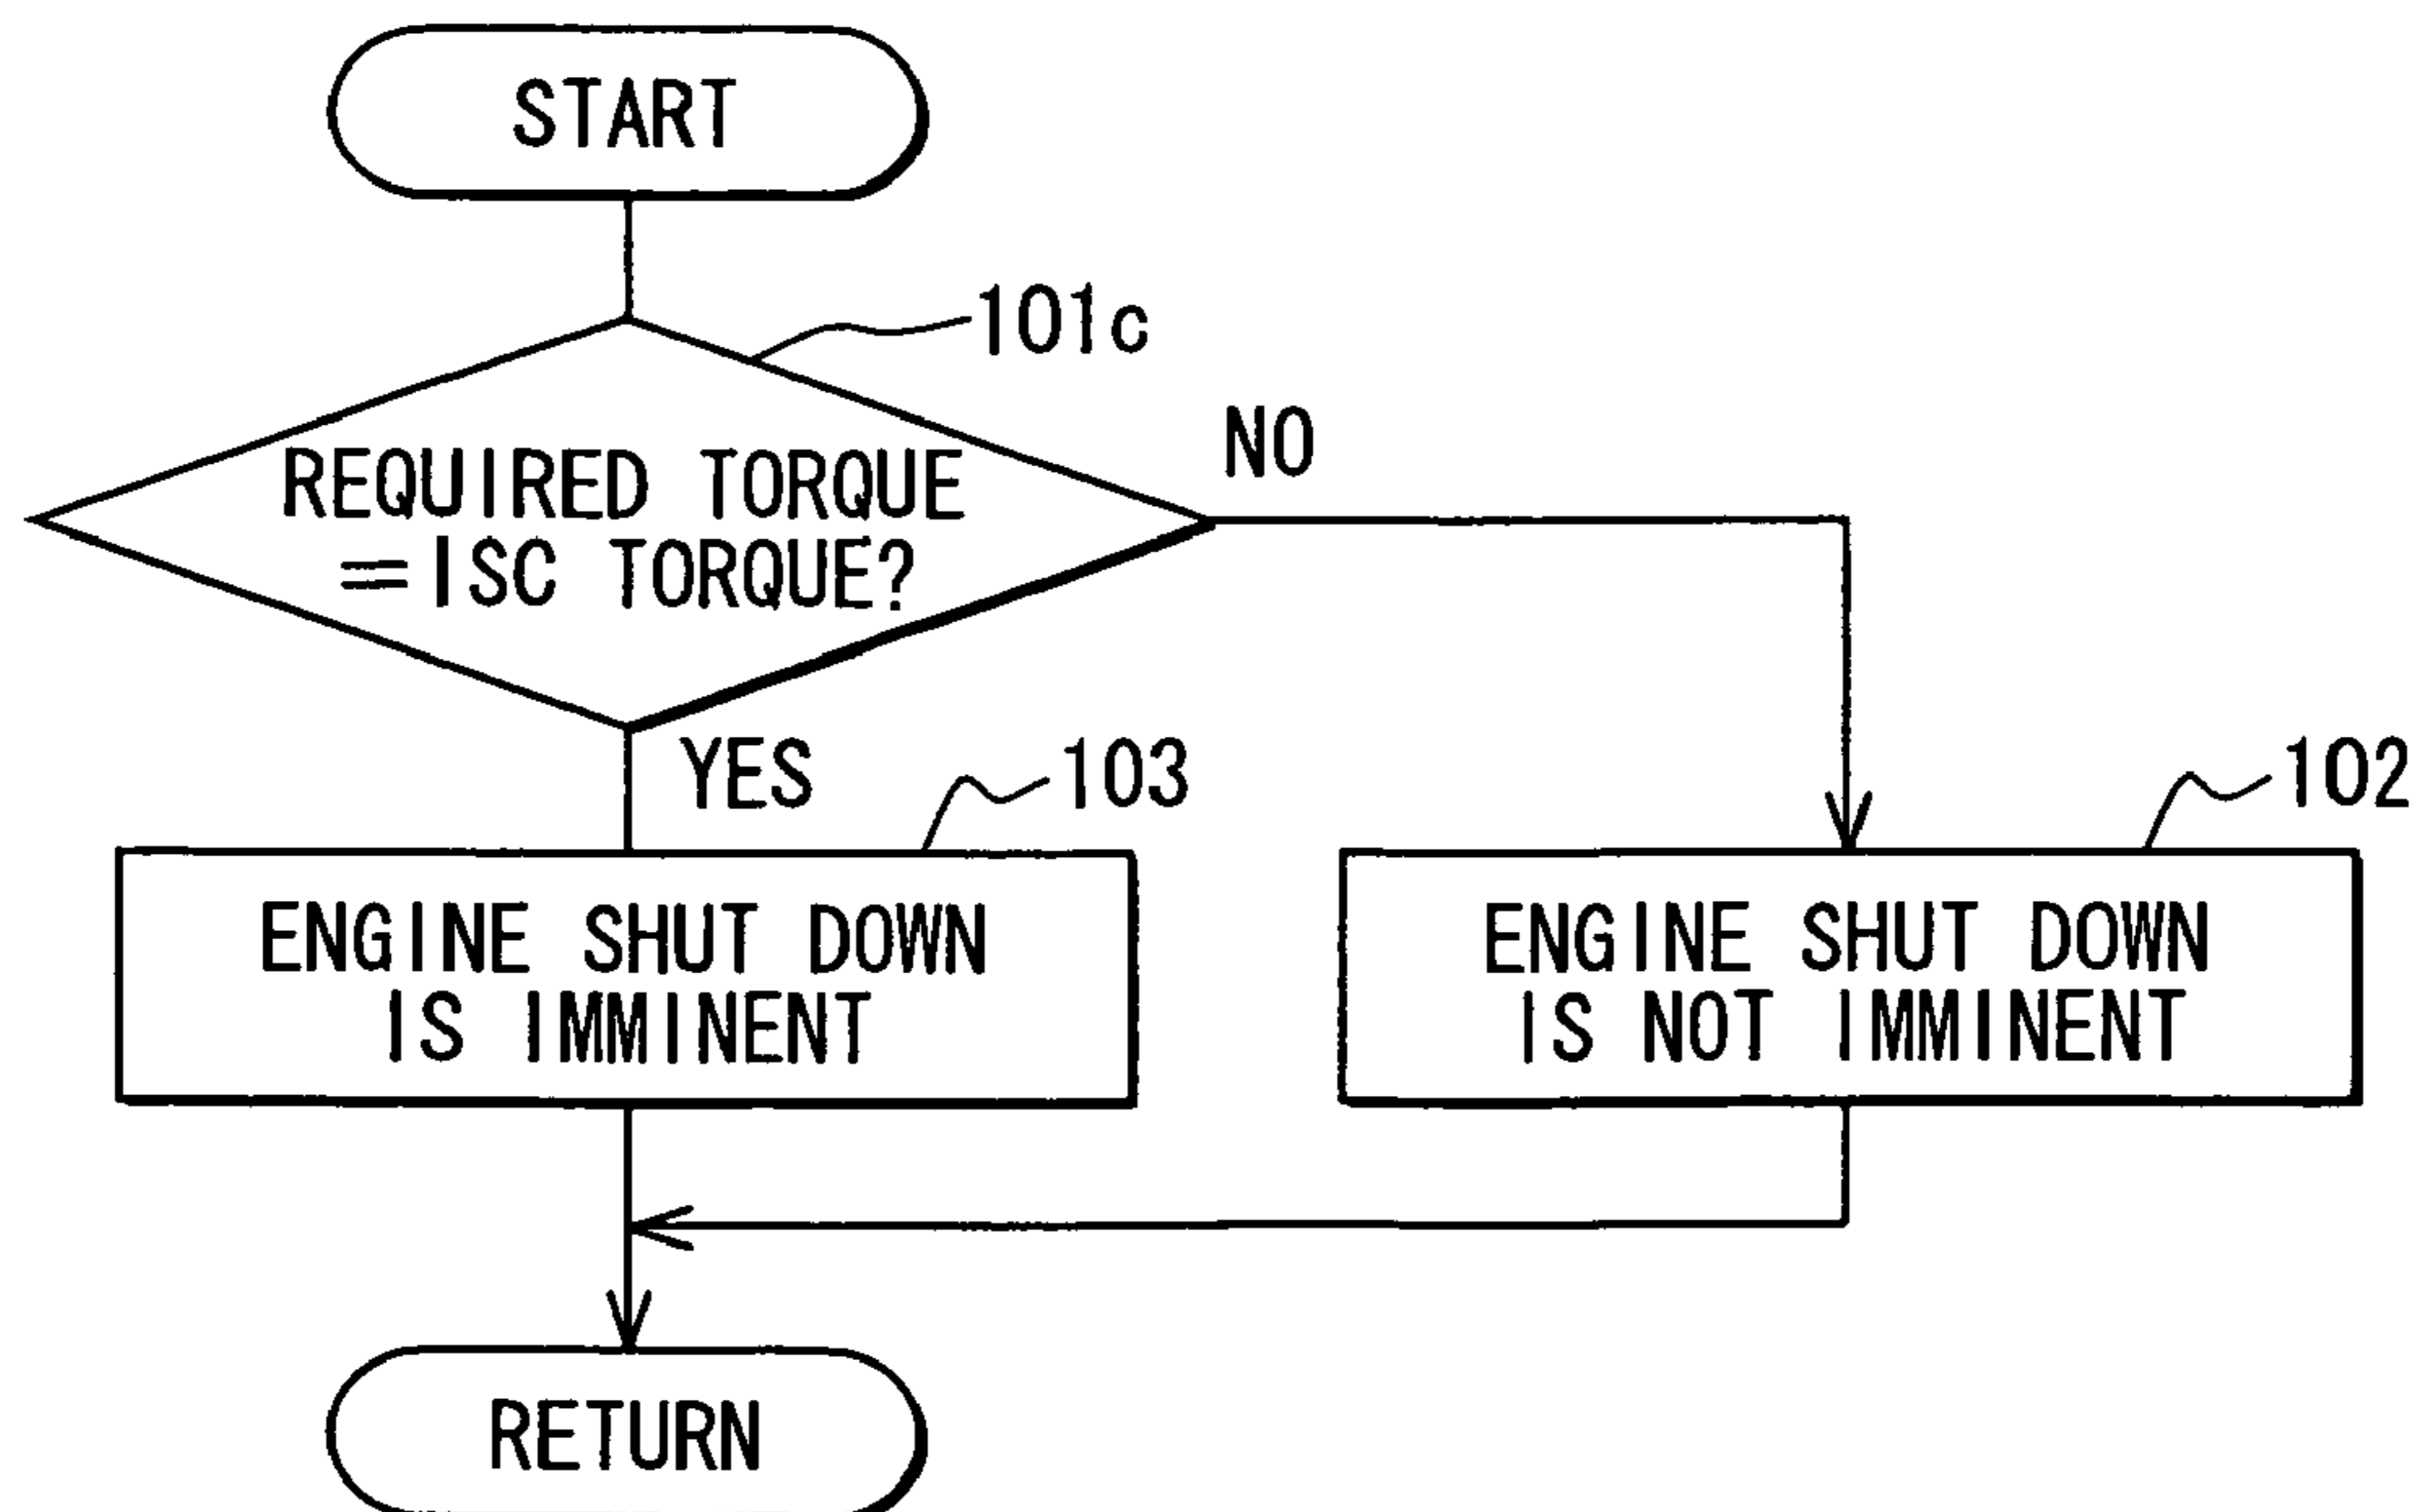 START
101c
NO
REQUIRED TORQUE
=ISC TORQUE?
YES
103
102
ENGINE SHUT DOWN
IS IMMINENT
ENGINE SHUT DOWN
IS NOT IMMINENT
RETURN